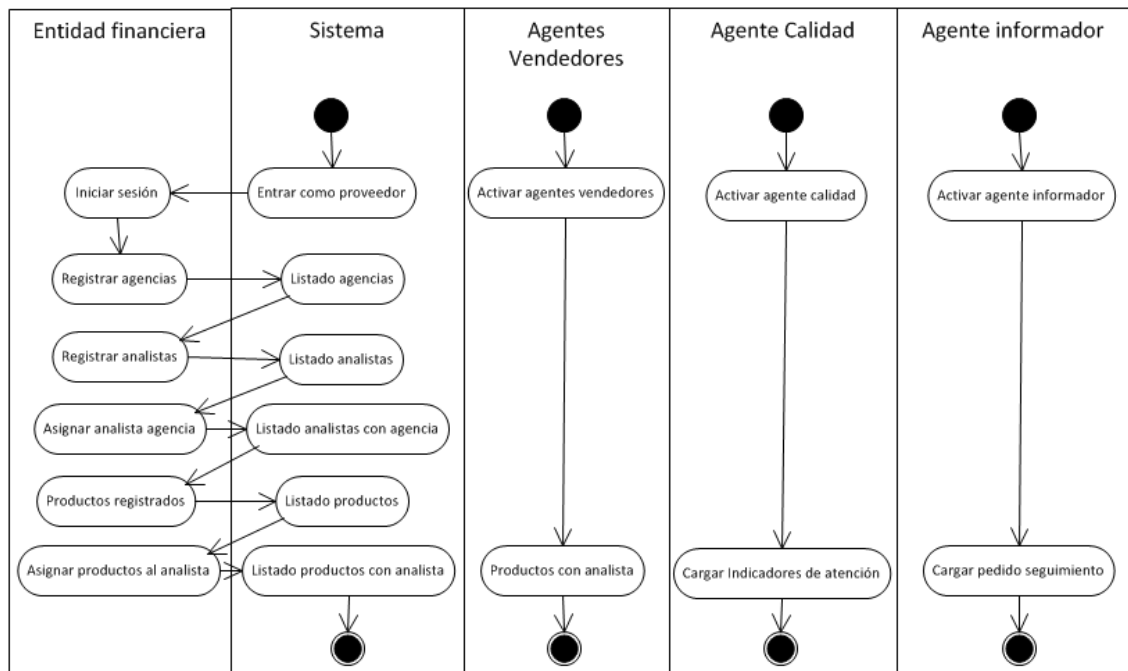 Entidad financiera
Sistema
Agentes
Vendedores
Agente Calidad
Agente informador
Iniciar sesión
Entrar como proveedor
Activar agentes vendedores
Activar agente calidad
Activar agente informador
Registrar agencias
Listado agencias
Registrar analistas
Listado analistas
Asignar analista agencia
Listado analistas con agencia
Productos registrados
Listado productos
Asignar productos al analista
Listado productos con analista
Productos con analista
Cargar Indicadores de atención
Cargar pedido seguimiento